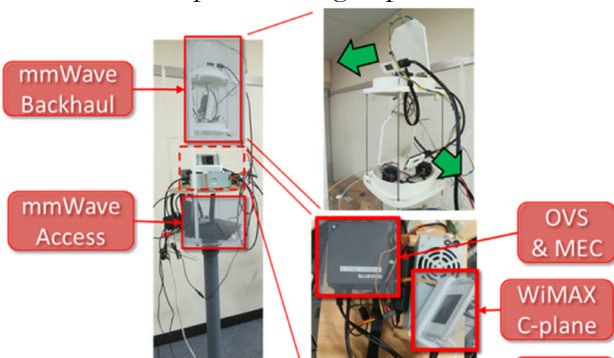 mmWave
Backhaul
mmWave
Access
OVS
& MEC
WiMAX
C-plane